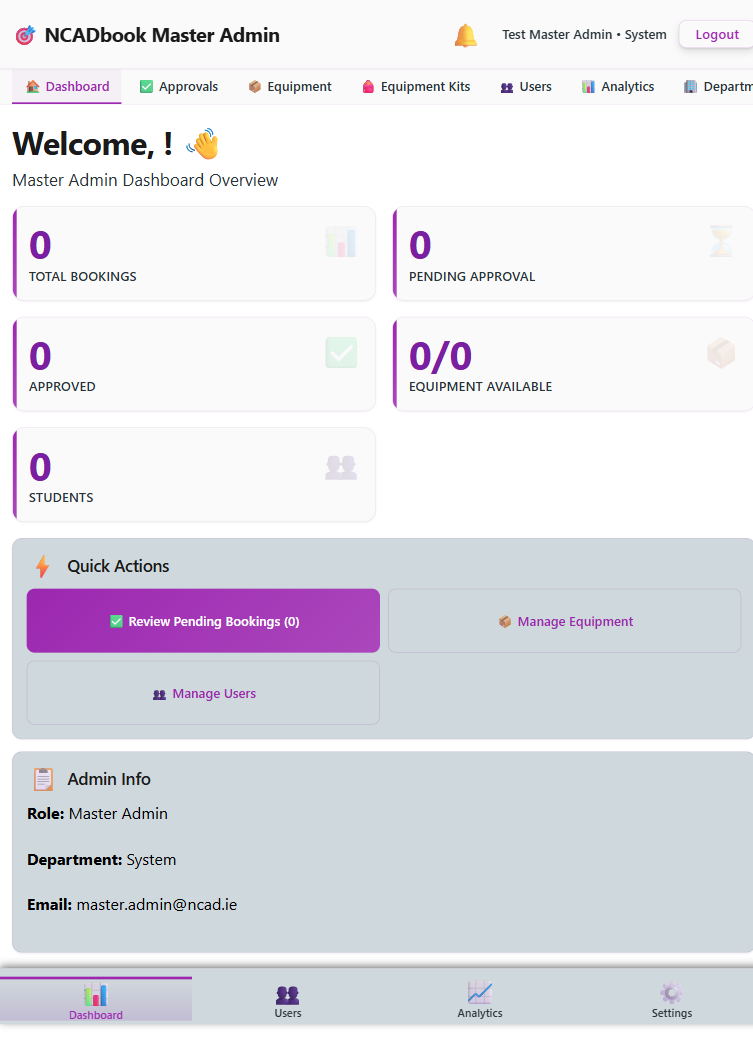 NCADbook Master Admin
Test Master Admin • System
Logout
Dashboard
Approvals
Equipment
Equipment Kits
Users
Analytics
Departm
Welcome, !
Master Admin Dashboard Overview
0
TOTAL BOOKINGS
0
PENDING APPROVAL
0
APPROVED
0/0
EQUIPMENT AVAILABLE
0
STUDENTS
Quick Actions
Review Pending Bookings (0)
Manage Equipment
Manage Users
Admin Info
Role: Master Admin
Department: System
Email: master.admin@ncad.ie
Dashboard
Users
Analytics
Settings